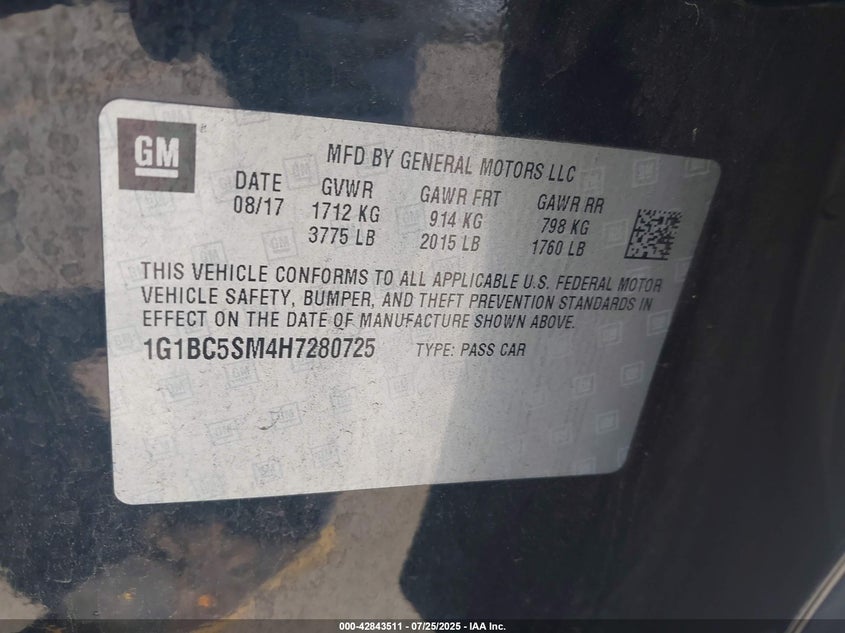 GM
MFD BY GENERAL MOTORS LLC
DATE GVWR GAWR FRT GAWR RR
08/17 1712 KG 914 KG 798 KG
3775 LB 2015 LB 1760 LB
THIS VEHICLE CONFORMS TO ALL APPLICABLE U.S. FEDERAL MOTOR
VEHICLE SAFETY, BUMPER, AND THEFT PREVENTION STANDARDS IN
EFFECT ON THE DATE OF MANUFACTURE SHOWN ABOVE.
1G1BC5SM4H7280725 TYPE: PASS CAR
000-42843511 - 07/25/2025 - IAA Inc.